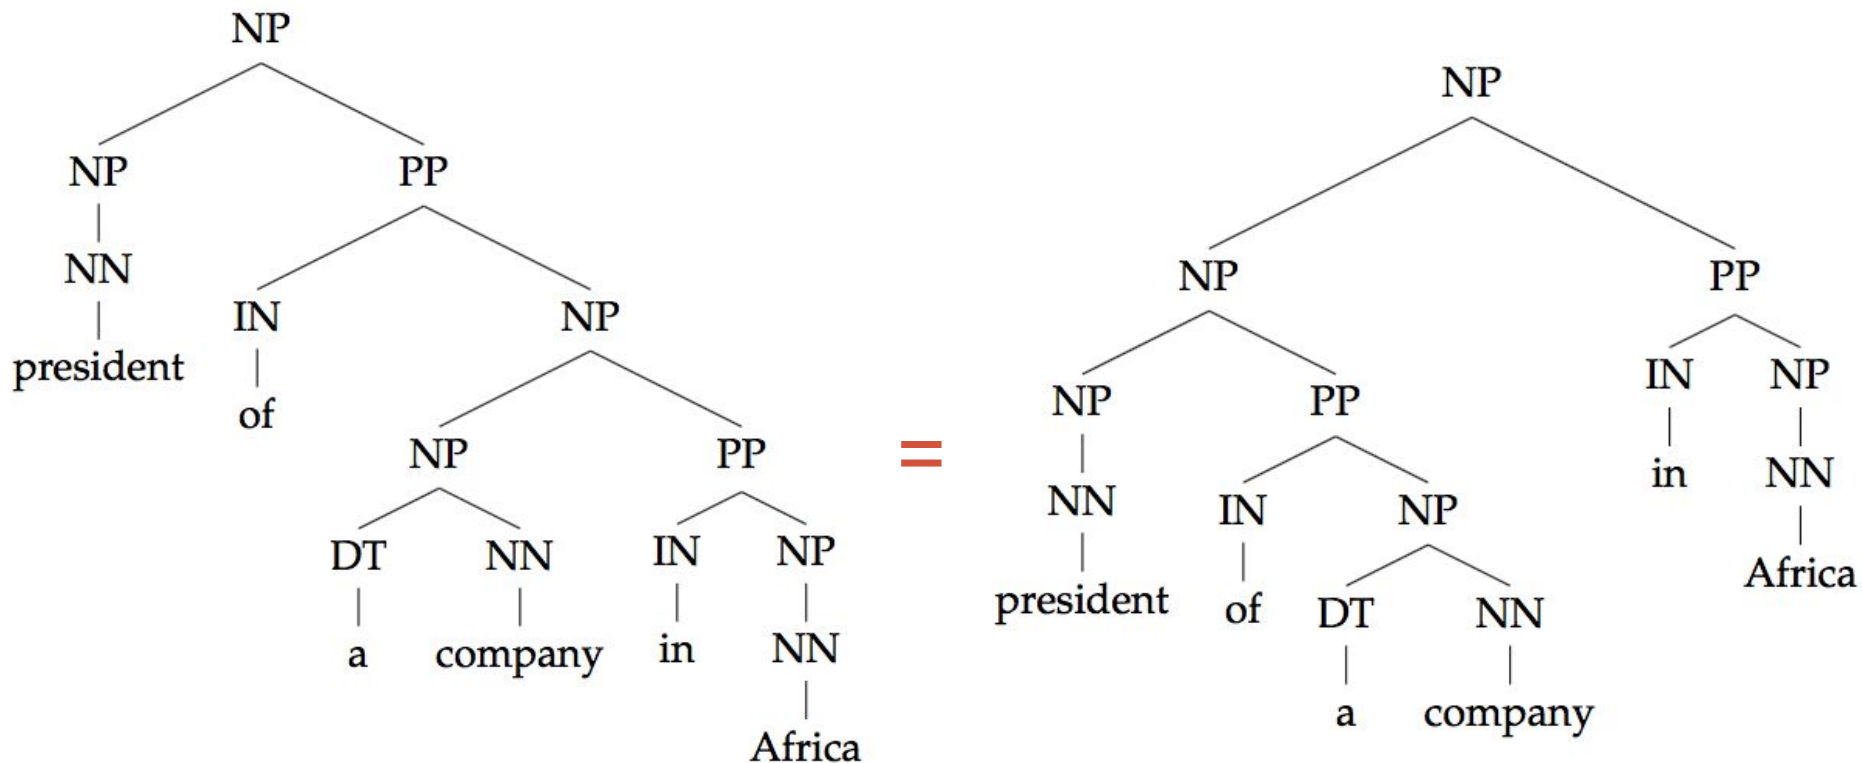 NP
NP PP
NN
IN NP
president
of
NP PP
DT NN IN NP
a company in NN
Africa
=
NP
NP PP
IN NP
NP PP
in NN
NN IN NP
Africa
president of DT NN
a company